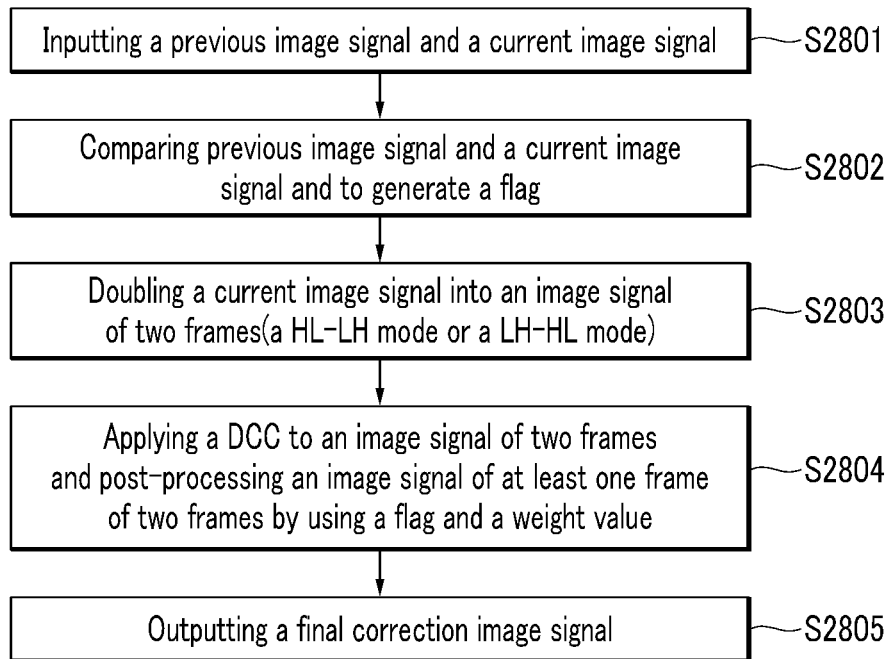 Inputting a previous image signal and a current image signal
S2801
Comparing previous image signal and a current image
signal and to generate a flag
S2802
Doubling a current image signal into an image signal
of two frames(a HL-LH mode or a LH-HL mode)
S2803
Applying a DCC to an image signal of two frames
and post-processing an image signal of at least one frame
of two frames by using a flag and a weight value
S2804
Outputting a final correction image signal
S2805